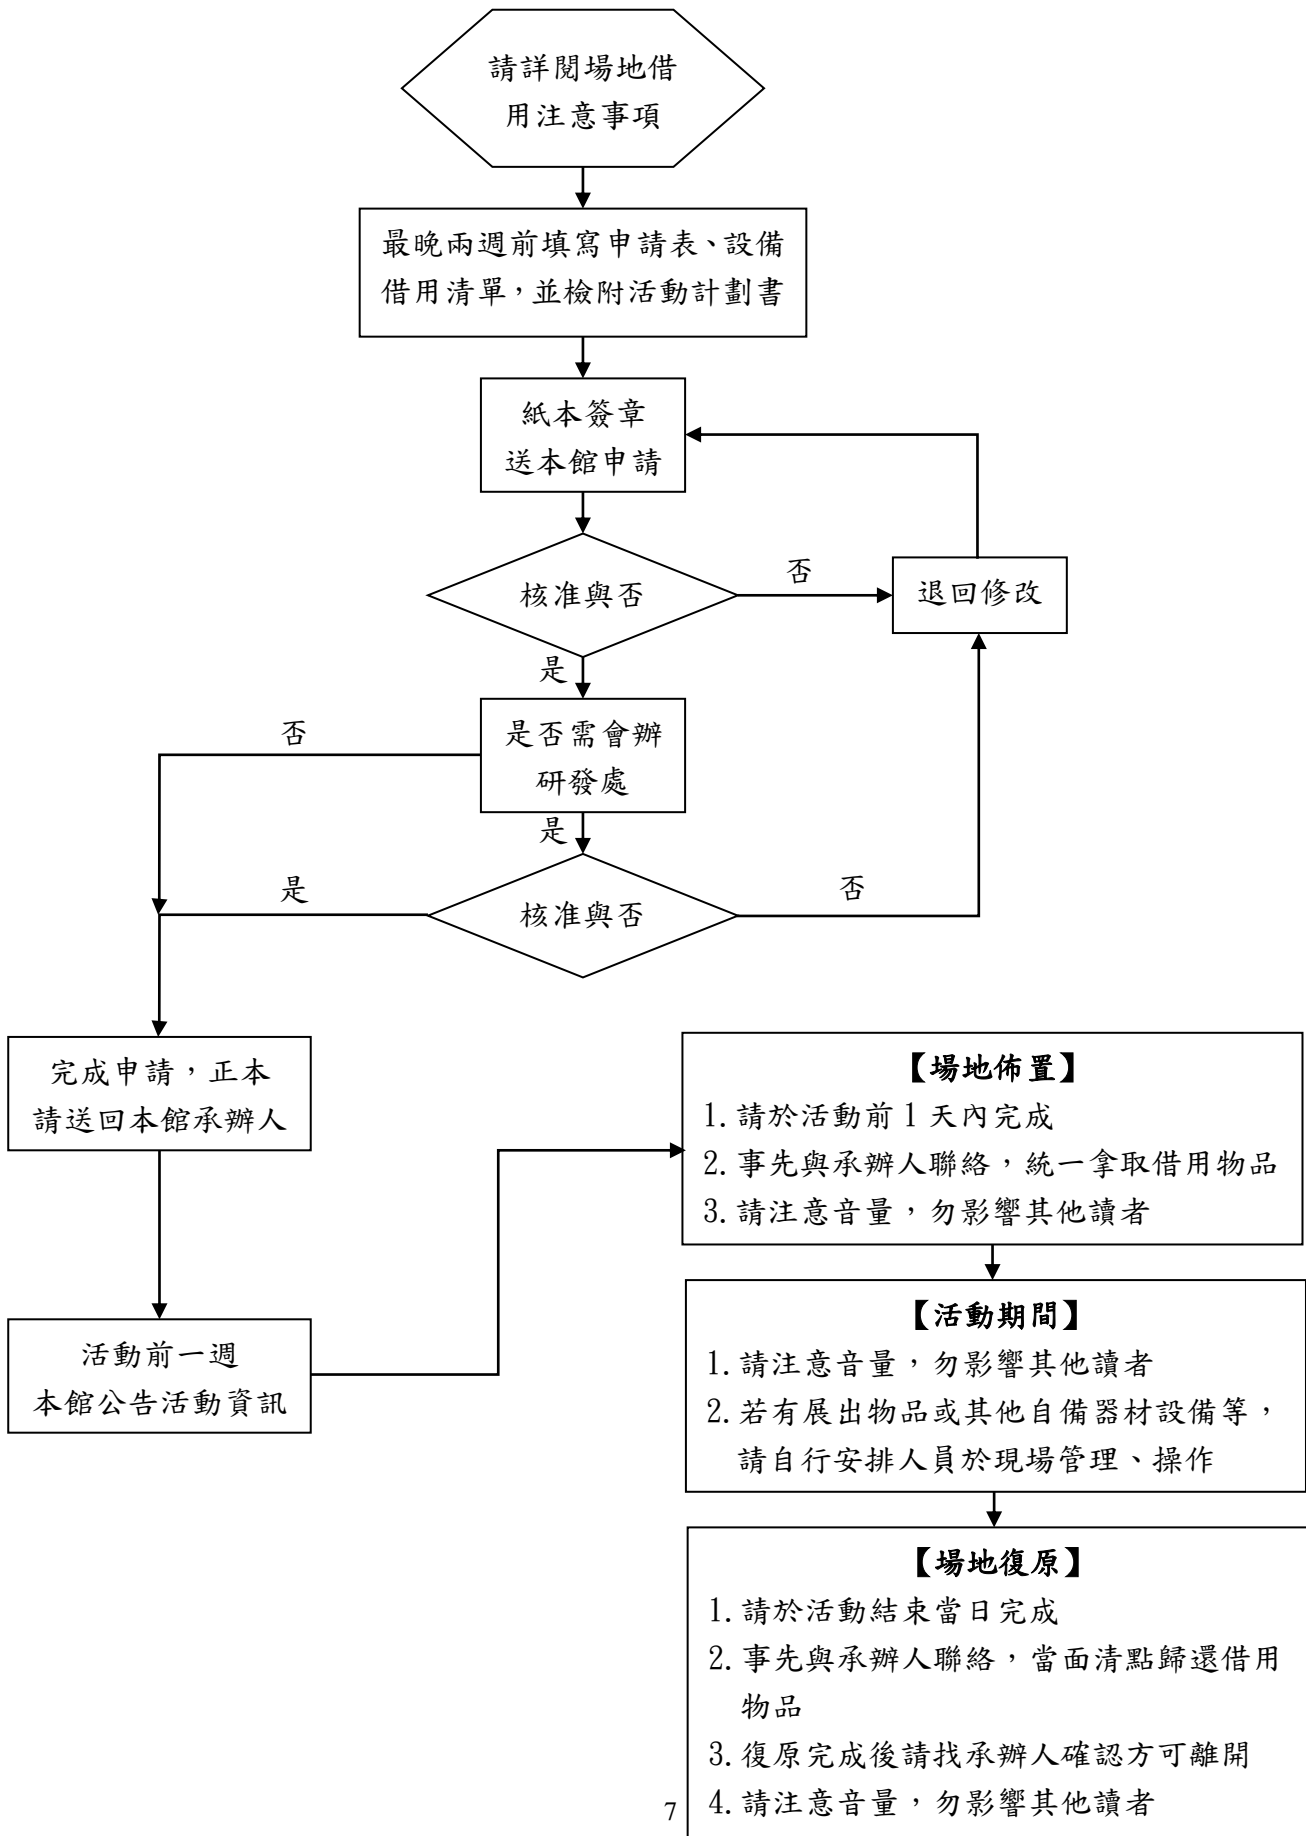 請詳閱場地借
用注意事項
最晚兩週前填寫申請表、設備
借用清單，並檢附活動計劃書
紙本簽章
送本館申請
核准與否
否
退回修改
是
是否需會辦
研發處
否
是
核准與否
是
否
完成申請，正本
請送回本館承辦人
活動前一週
本館公告活動資訊
【場地佈置】
1.請於活動前1天內完成
2.事先與承辦人聯絡，統一拿取借用物品
3.請注意音量，勿影響其他讀者
【活動期間】
1.請注意音量，勿影響其他讀者
2.若有展出物品或其他自備器材設備等，
請自行安排人員於現場管理、操作
【場地復原】
1.請於活動結束當日完成
2.事先與承辦人聯絡，當面清點歸還借用
物品
3.復原完成後請找承辦人確認方可離開
4.請注意音量，勿影響其他讀者
7